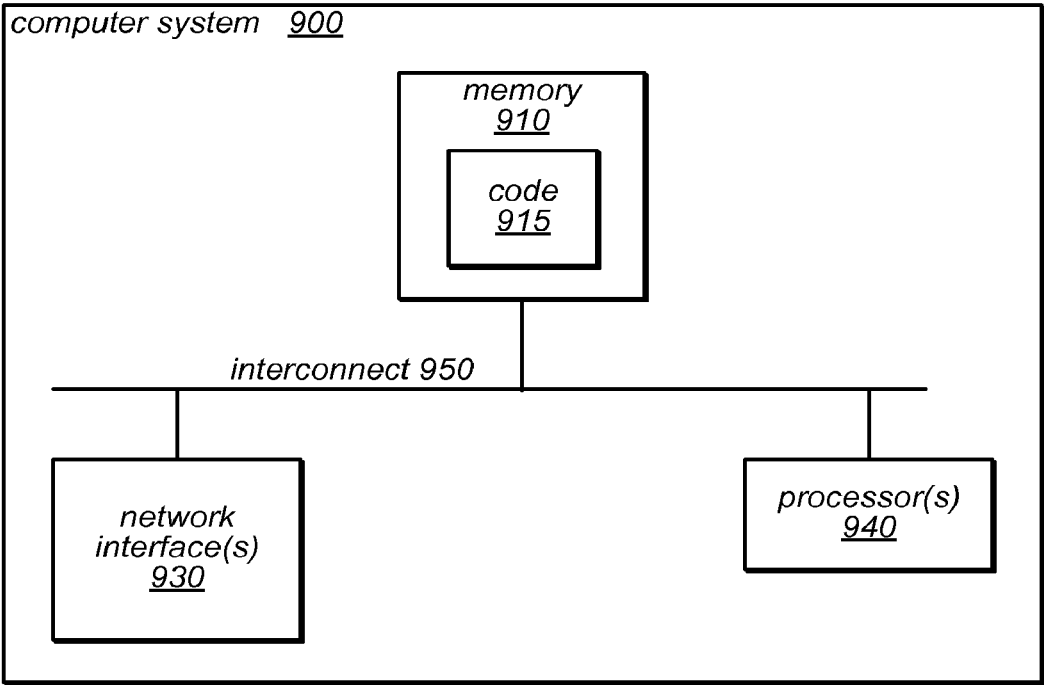 computer system 900
memory
910
code
915
interconnect 950
network
interface(s)
930
processor(s)
940